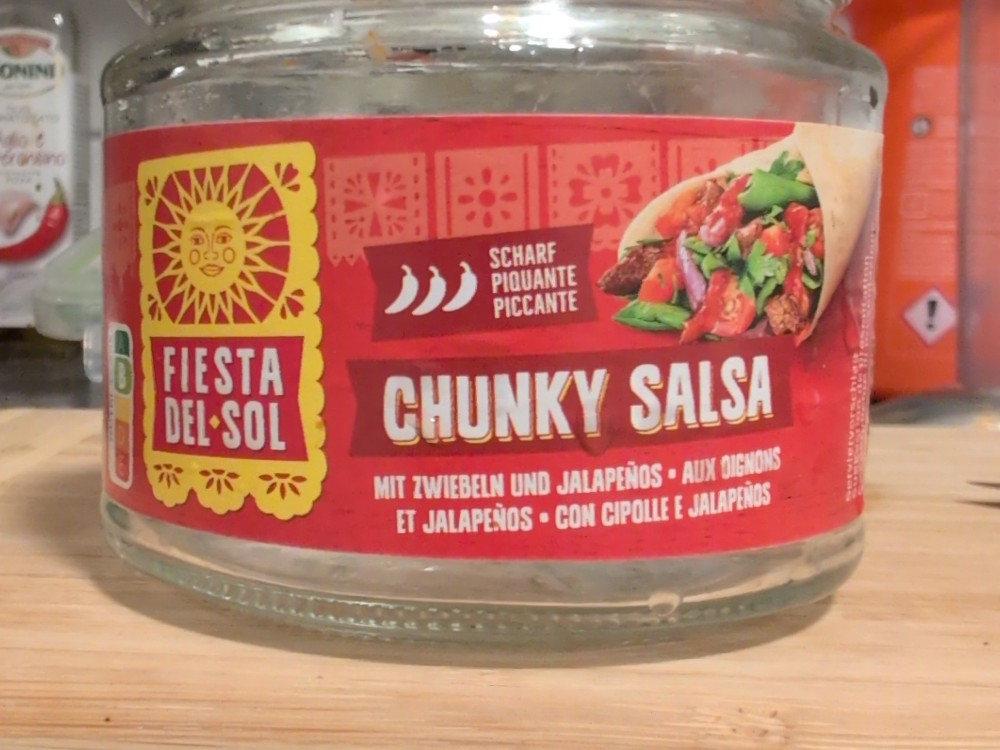 ONINI
FIESTA
DEL SOL
B
SCHARF
PIQUANTE
PICCANTE
CHUNKY SALSA
MIT ZWIEBELN UND JALAPEÑOS • AUX OIGNONS
ET JALAPEÑOS • CON CIPOLLE E JALAPEÑOS